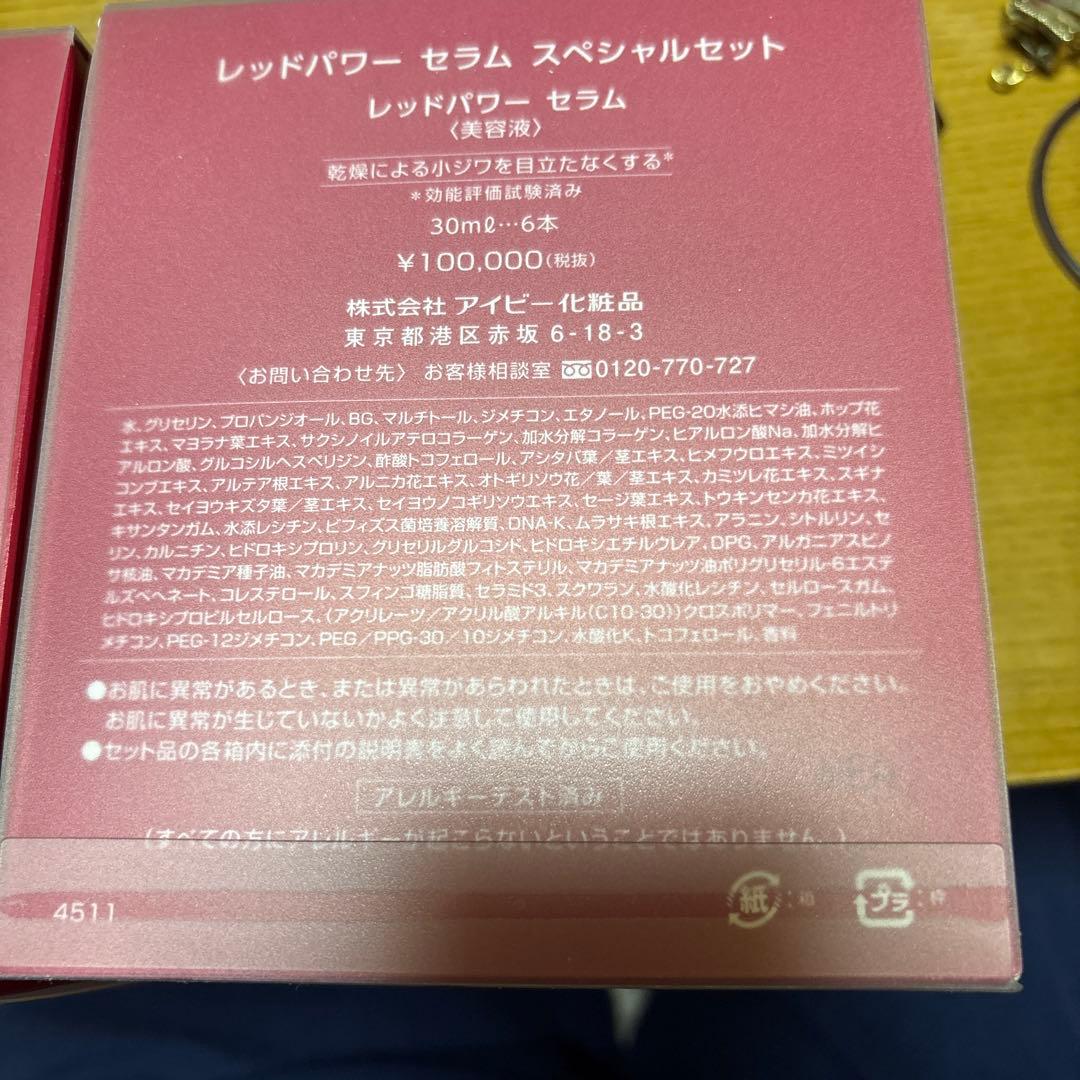 レッドパワー セラム スペシャルセット
レッドパワー セラム
〈美容液〉
乾燥による小ジワを目立たなくする*
*効能評価試験済み
30mℓ…6本
¥100,000(税抜)
株式会社 アイビー化粧品
東京都港区赤坂 6-18-3
〈お問い合わせ先〉 お客様相談室 0120-770-727
水、グリセリン、プロパンジオール、BG、マルチトール、ジメチコン、エタノール、PEG-20水添ヒマシ油、ホップ花
エキス、マヨラナ葉エキス、サクシノイルアテロコラーゲン、加水分解コラーゲン、ヒアルロン酸Na、加水分解ヒ
アルロン酸、グルコシルヘスペリジン、酢酸トコフェロール、アシタバ葉／茎エキス、ヒメフウロエキス、ミツイシ
コンブエキス、アルテア根エキス、アルニカ花エキス、オトギリソウ花／葉／茎エキス、カミツレ花エキス、スギナ
エキス、セイヨウキズタ葉／茎エキス、セイヨウノコギリソウエキス、セージ葉エキス、トウキンセンカ花エキス、
キサンタンガム、水添レシチン、ビフィズス菌培養溶解質、DNA-K、ムラサキ根エキス、アラニン、シトルリン、セ
リン、カルニチン、ヒドロキシプロリン、グリセリルグルコシド、ヒドロキシエチルウレア、DPG、アルガニアスピノ
サ核油、マカデミア種子油、マカデミアナッツ脂肪酸フィトステリル、マカデミアナッツ油ポリグリセリル-6エステ
ルズベヘネート、コレステロール、スフィンゴ糖脂質、セラミド3、スクワラン、水酸化レシチン、セルロースガム、
ヒドロキシプロピルセルロース、(アクリレーツ／アクリル酸アルキル(C10-30))クロスポリマー、フェニルトリ
メチコン、PEG-12ジメチコン、PEG／PPG-30／10ジメチコン、水酸化K、トコフェロール、香料
●お肌に異常があるとき、または異常があらわれたときは、ご使用をおやめください。
お肌に異常が生じていないかよく注意して使用してください。
●セット品の各箱内に添付の説明書をよく読んでからご使用ください。
アレルギーテスト済み
(すべての方にアレルギーが起こらないということではありません。)
紙：箱 プラ：枠
4511